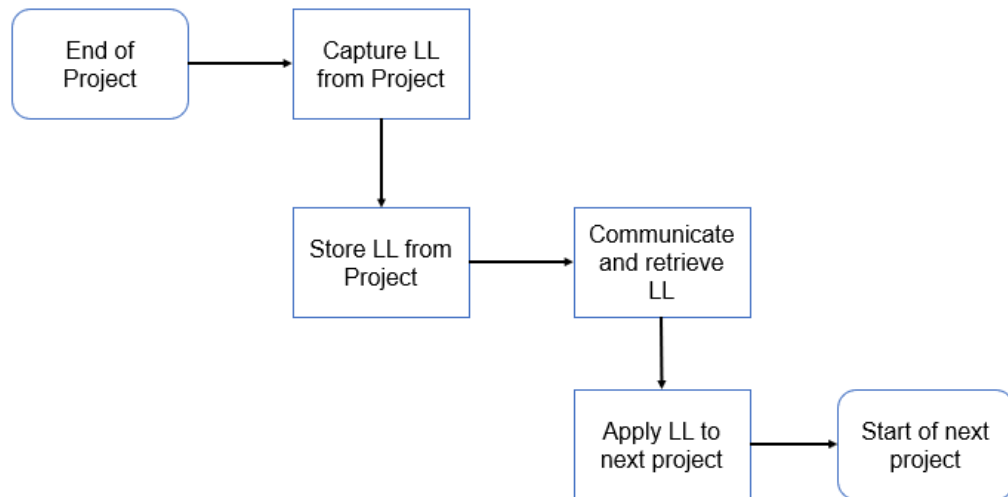 End of
Project
Capture LL
from Project
Store LL from
Project
Communicate
and retrieve
LL
Apply LL to
next project
Start of next
project